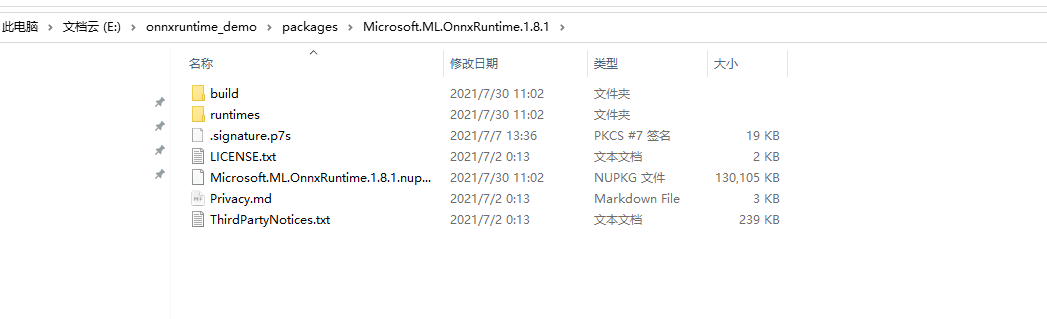 此电脑 > 文档云 (E:) > onnxruntime_demo > packages > Microsoft.ML.OnnxRuntime.1.8.1 >
名称 修改日期 类型 大小
build 2021/7/30 11:02 文件夹
runtimes 2021/7/30 11:02 文件夹
.signature.p7s 2021/7/7 13:36 PKCS #7 签名 19 KB
LICENSE.txt 2021/7/2 0:13 文本文档 2 KB
Microsoft.ML.OnnxRuntime.1.8.1.nup... 2021/7/30 11:02 NUPKG 文件 130,105 KB
Privacy.md 2021/7/2 0:13 Markdown File 3 KB
ThirdPartyNotices.txt 2021/7/2 0:13 文本文档 239 KB